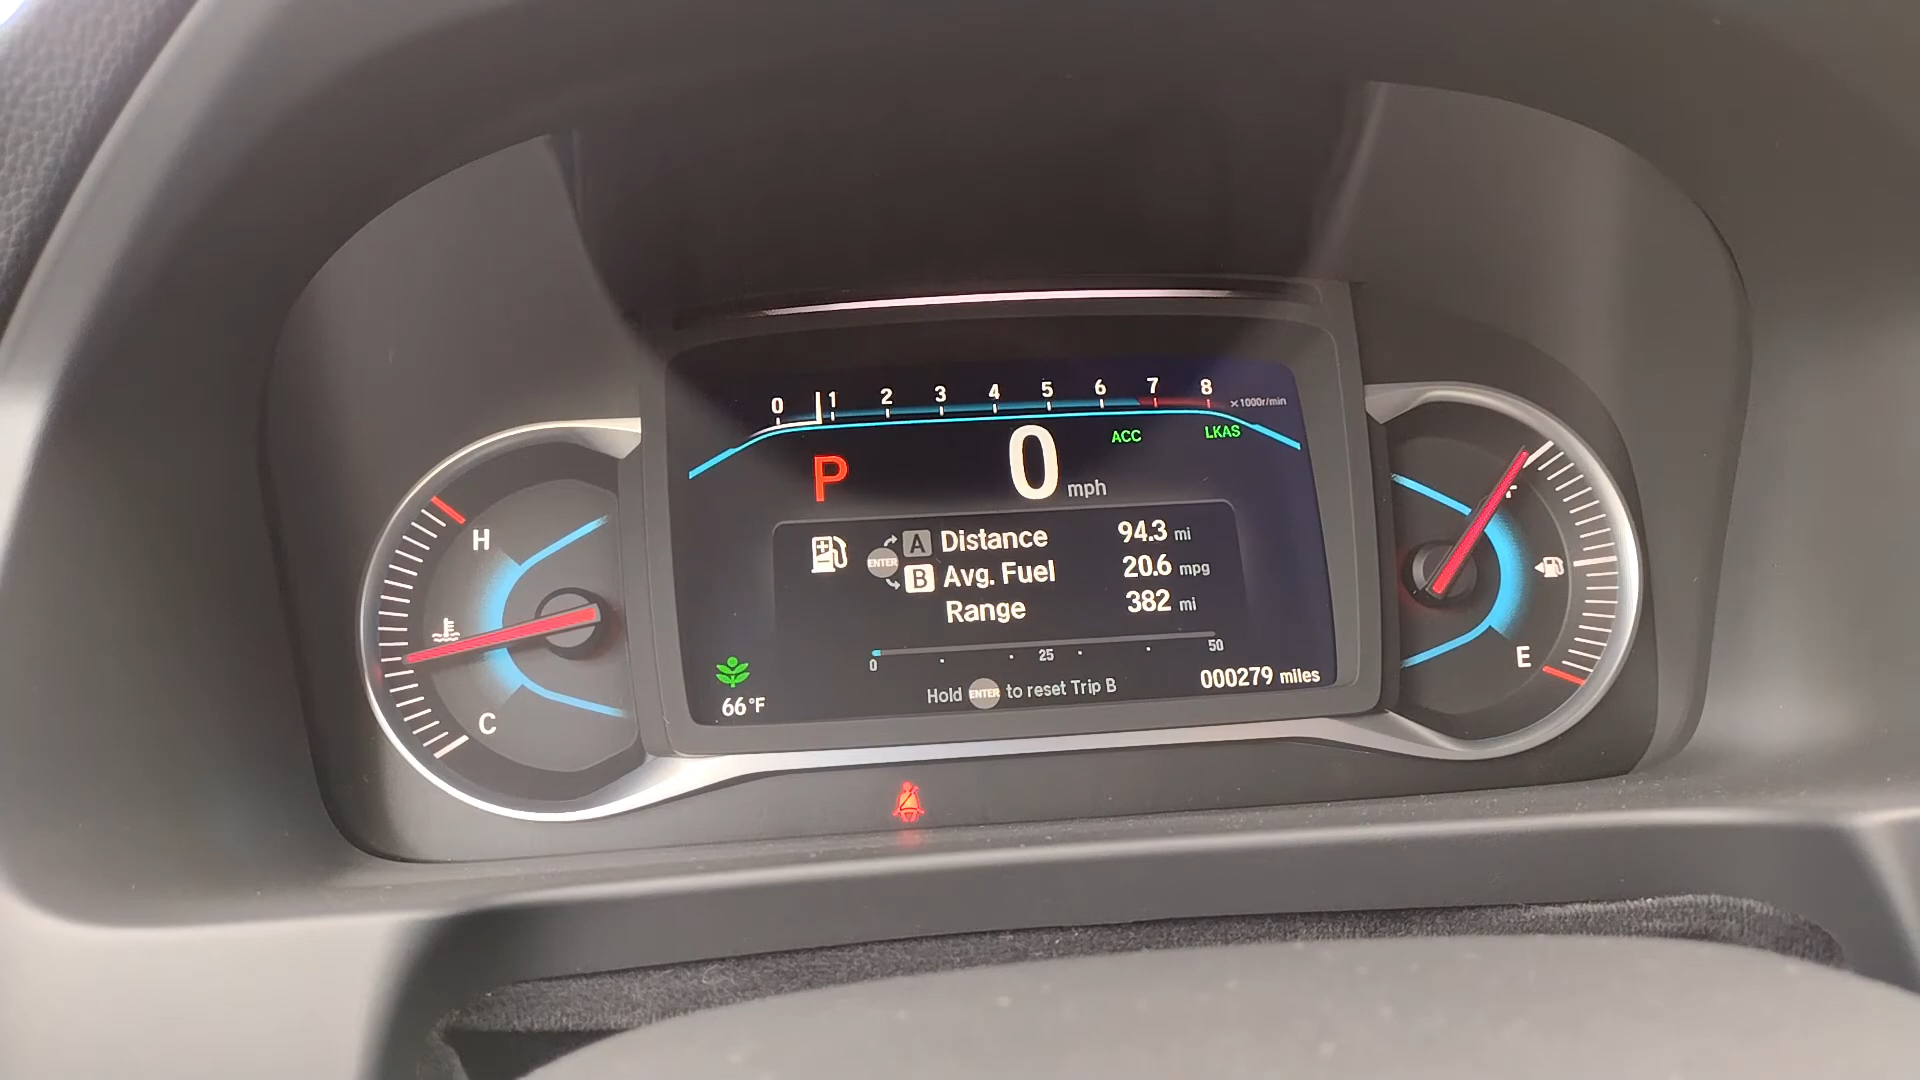 0 1 2 3 4 5 6 7 8 ×1000r/min
ACC LKAS
P 0 mph
H
C
ENTER
A Distance 94.3 mi
B Avg. Fuel 20.6 mpg
Range 382 mi
0 25 50
Hold ENTER to reset Trip B
66°F
000279 miles
E